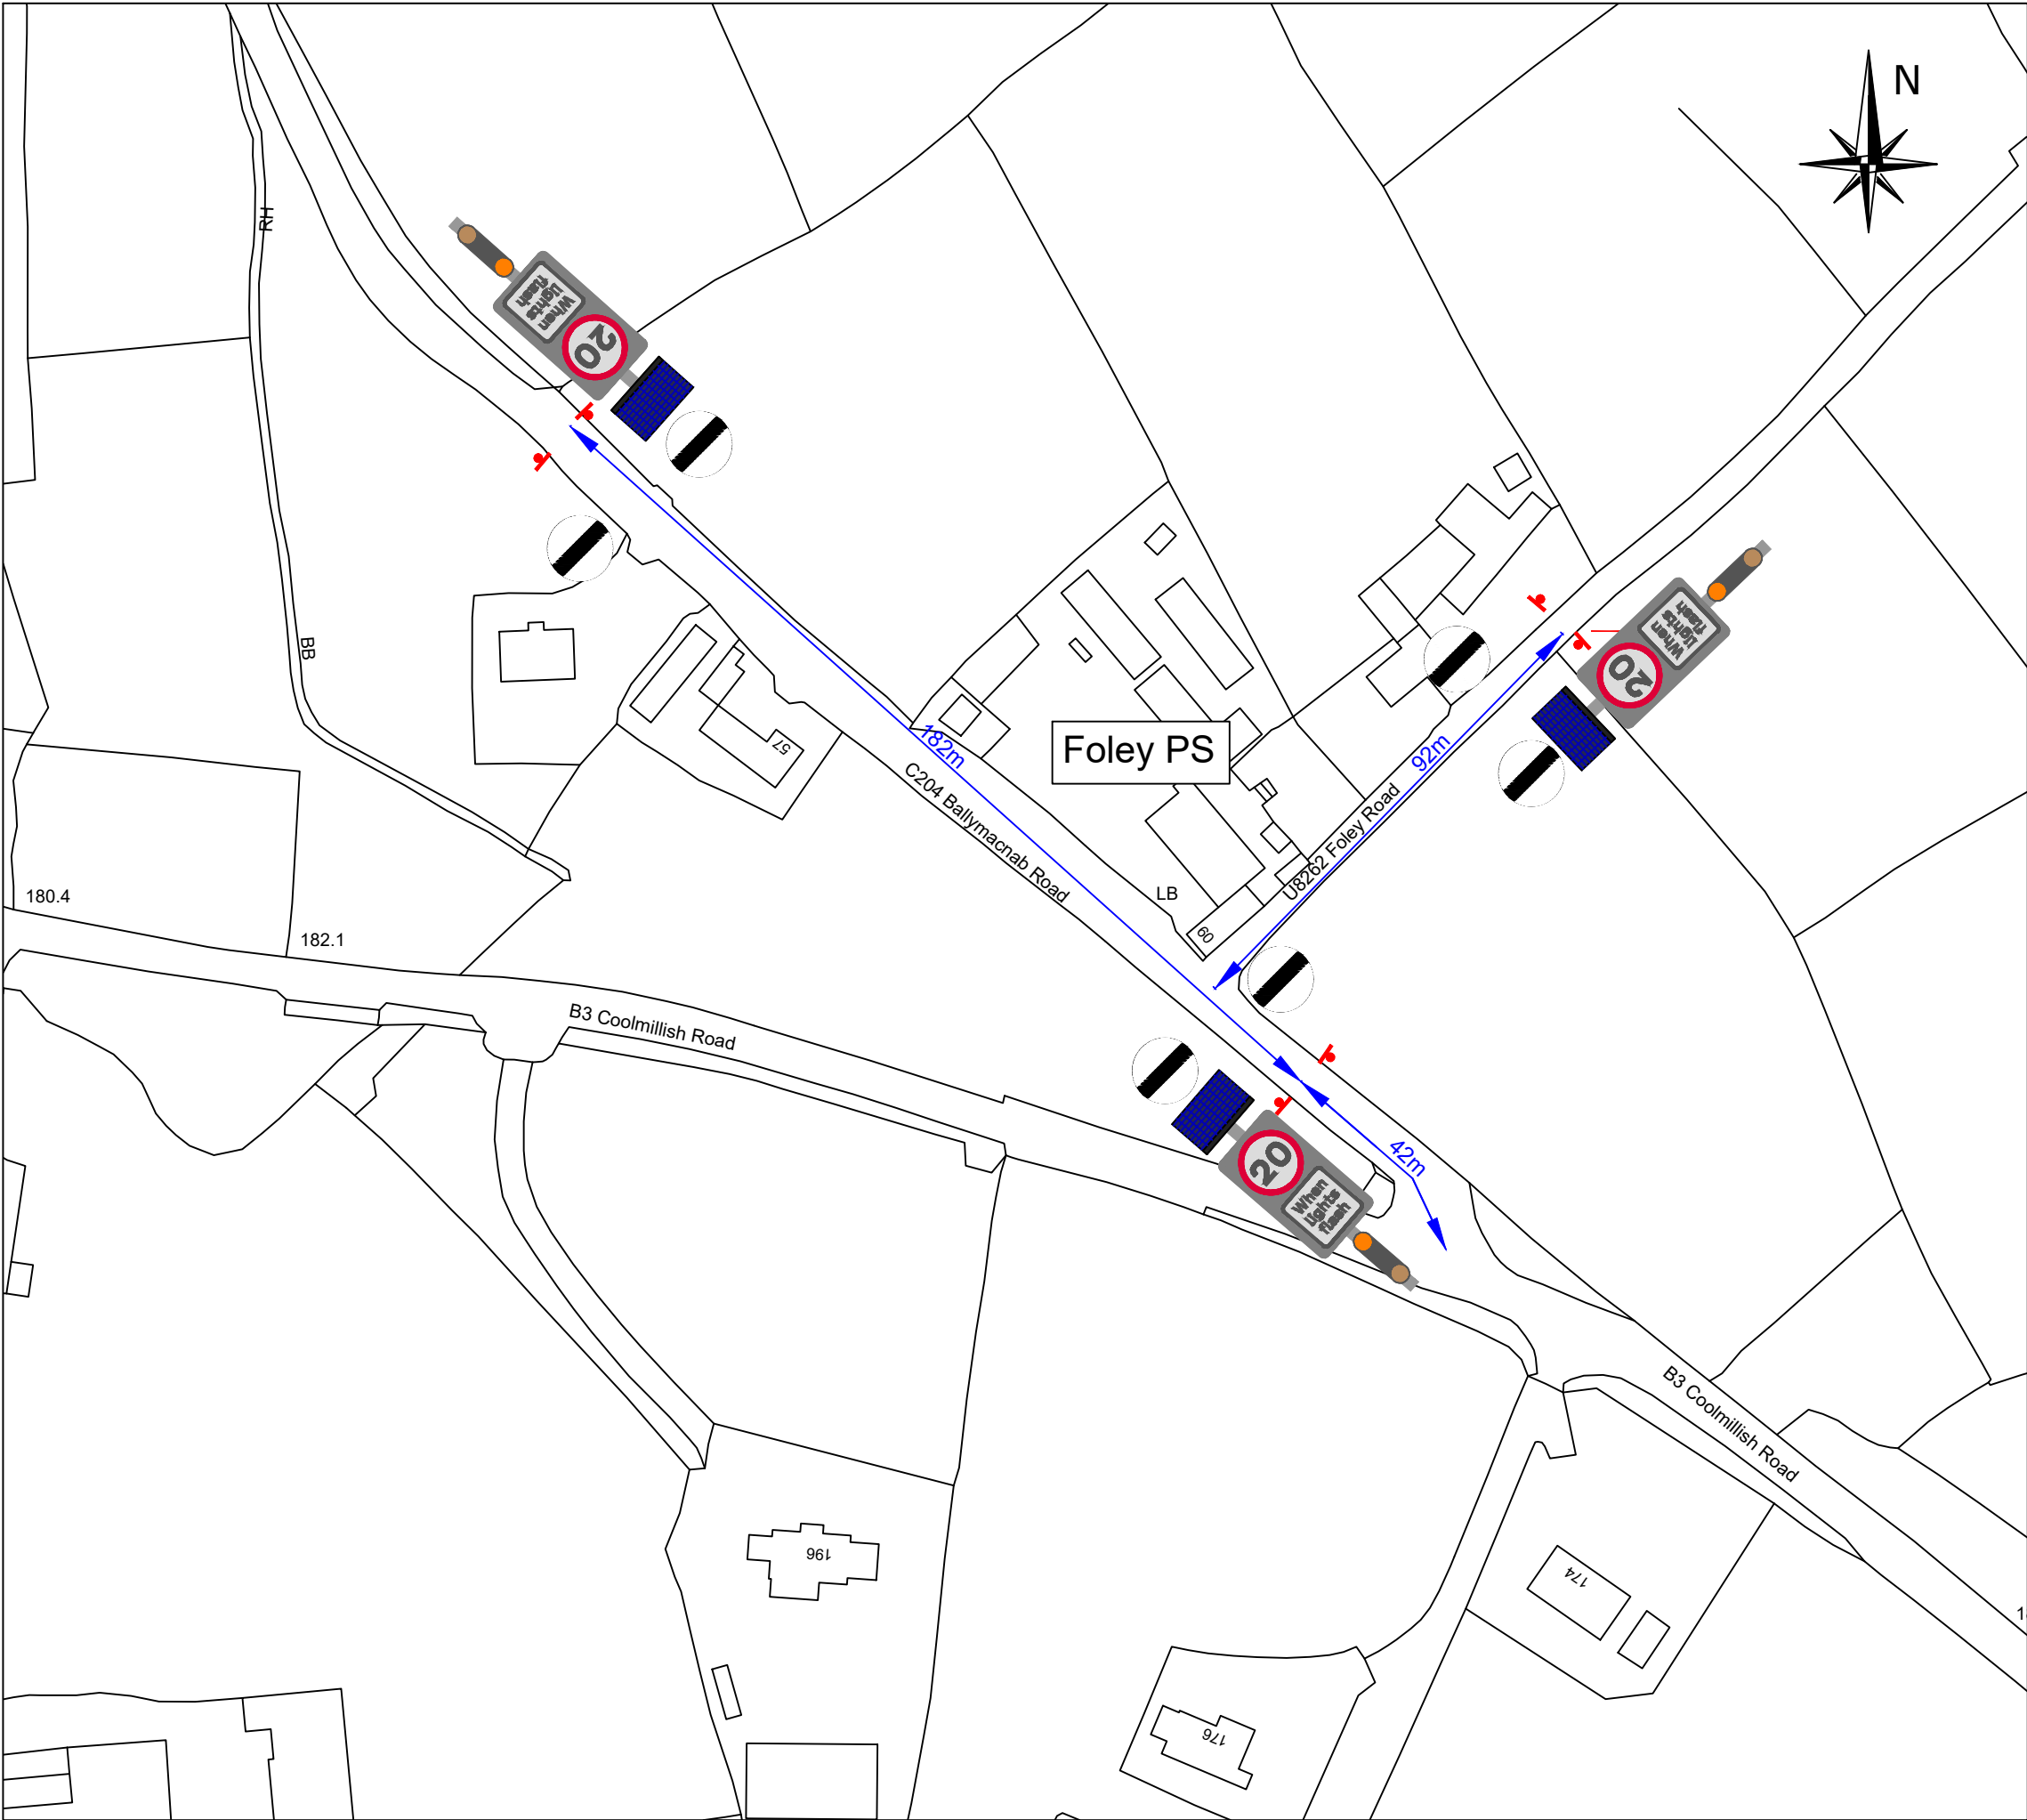 N
RH
When
Lights
flash
20
When
Lights
flash
20
BB
57
182m
Foley PS
92m
C204 Ballymacnab Road
U8262 Foley Road
LB
60
180.4
182.1
B3 Coolmillish Road
20
When
Lights
flash
42m
B3 Coolmillish Road
196
174
176